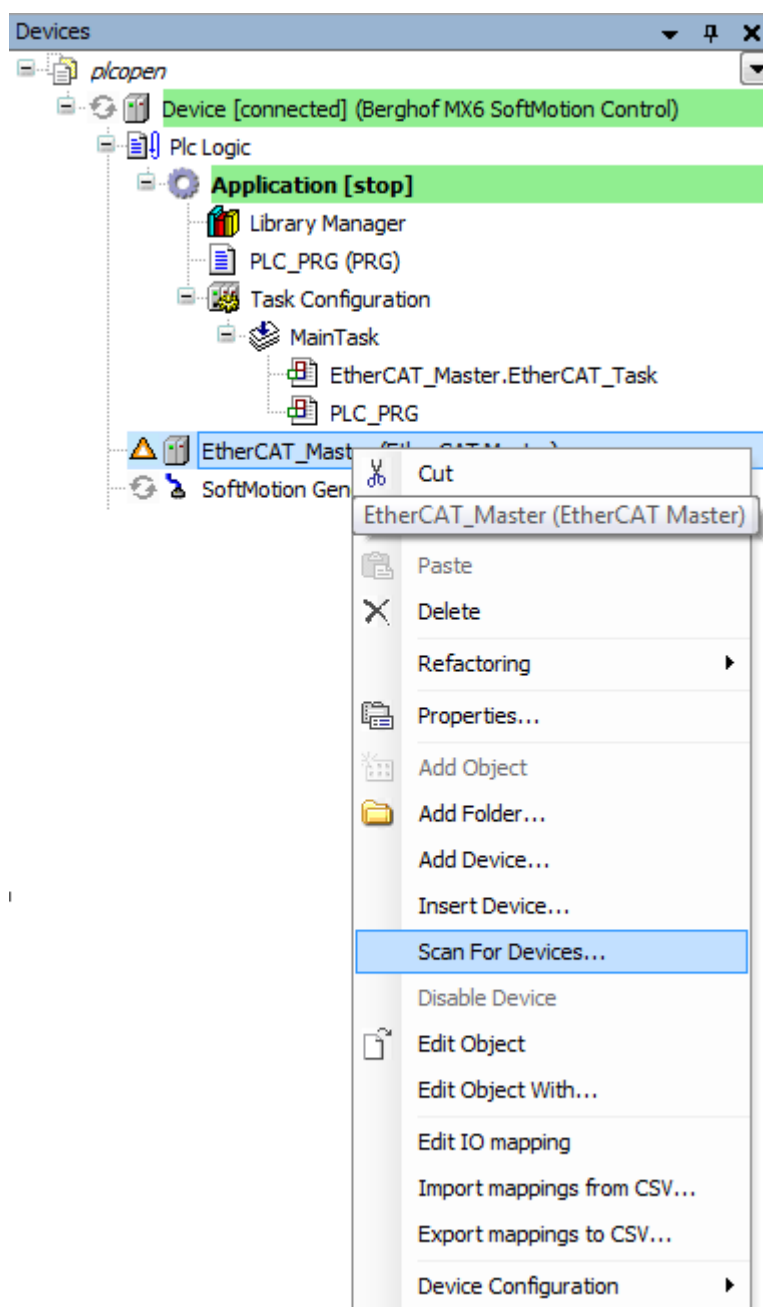 Devices
plcopen
Device [connected] (Berghof MX6 SoftMotion Control)
Plc Logic
Application [stop]
Library Manager
PLC_PRG (PRG)
Task Configuration
MainTask
EtherCAT_Master.EtherCAT_Task
PLC_PRG
EtherCAT_Mast
SoftMotion Gen
Cut
EtherCAT_Master (EtherCAT Master)
Paste
Delete
Refactoring
Properties...
Add Object
Add Folder...
Add Device...
Insert Device...
Scan For Devices...
Disable Device
Edit Object
Edit Object With...
Edit IO mapping
Import mappings from CSV...
Export mappings to CSV...
Device Configuration